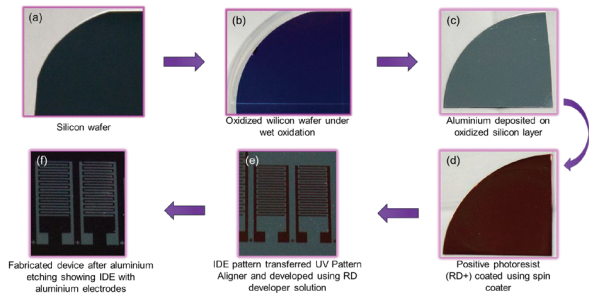 (a)
(b)
(c)
Silicon wafer
Oxidized wilicon wafer under
wet oxidation
Aluminium deposited on
oxidized silicon layer
(f)
(e)
(d)
Fabricated device after aluminium
etching showing IDE with
aluminium electrodes
IDE pattern transferred UV Pattern
Aligner and developed using RD
developer solution
Positive photoresist
(RD+) coated using spin
coater